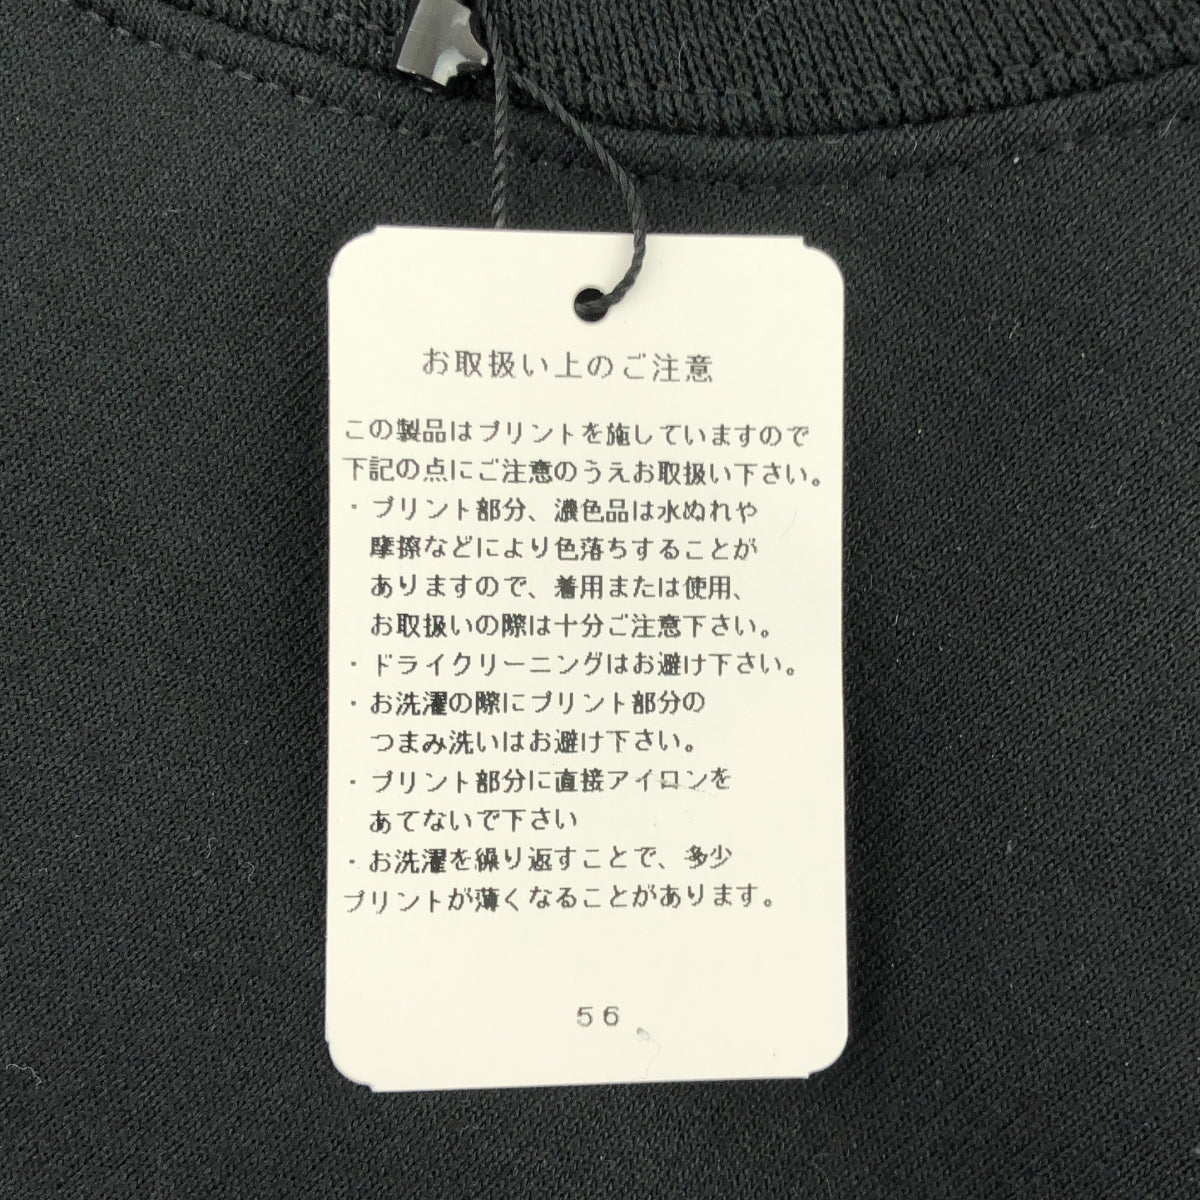 お取扱い上のご注意
この製品はプリントを施していますので
下記の点にご注意のうえお取扱い下さい。
・プリント部分、濃色品は水ぬれや
摩擦などにより色落ちすることが
ありますので、着用または使用、
お取扱いの際は十分ご注意下さい。
・ドライクリーニングはお避け下さい。
・お洗濯の際にプリント部分の
つまみ洗いはお避け下さい。
・プリント部分に直接アイロンを
あてないで下さい
・お洗濯を繰り返すことで、多少
プリントが薄くなることがあります。
56